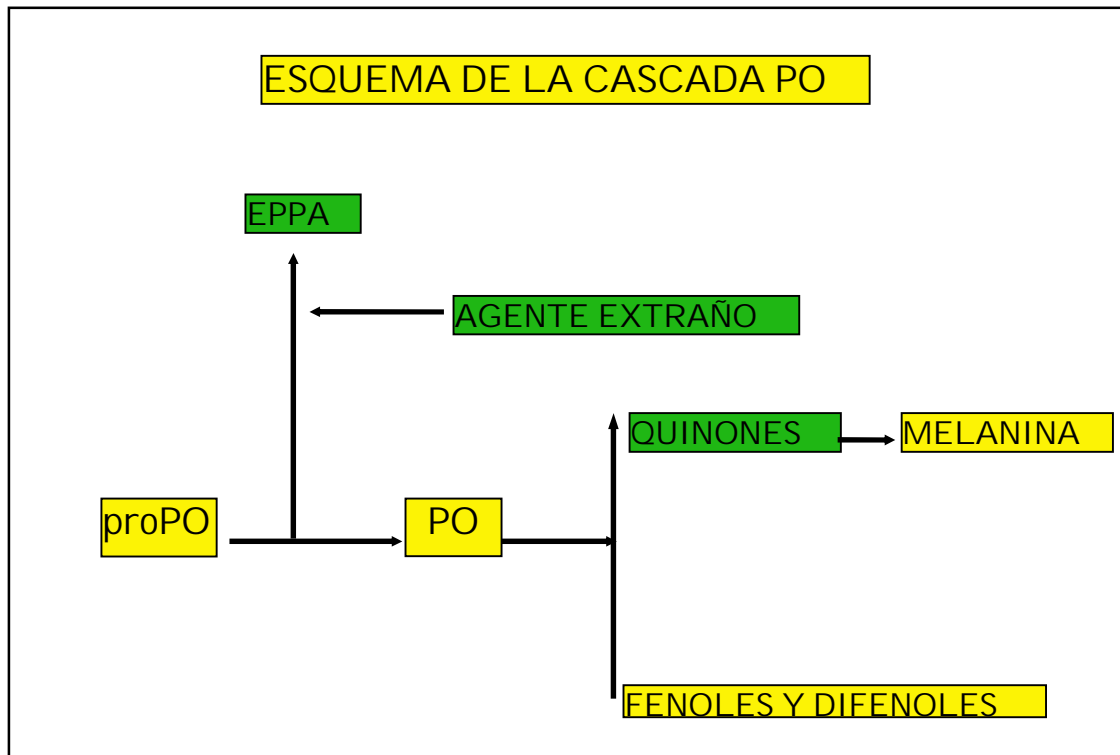 ESQUEMA DE LA CASCADA PO
EPPA
AGENTE EXTRAÑO
QUINONES
MELANINA
proPO
PO
FENOLES Y DIFENOLES